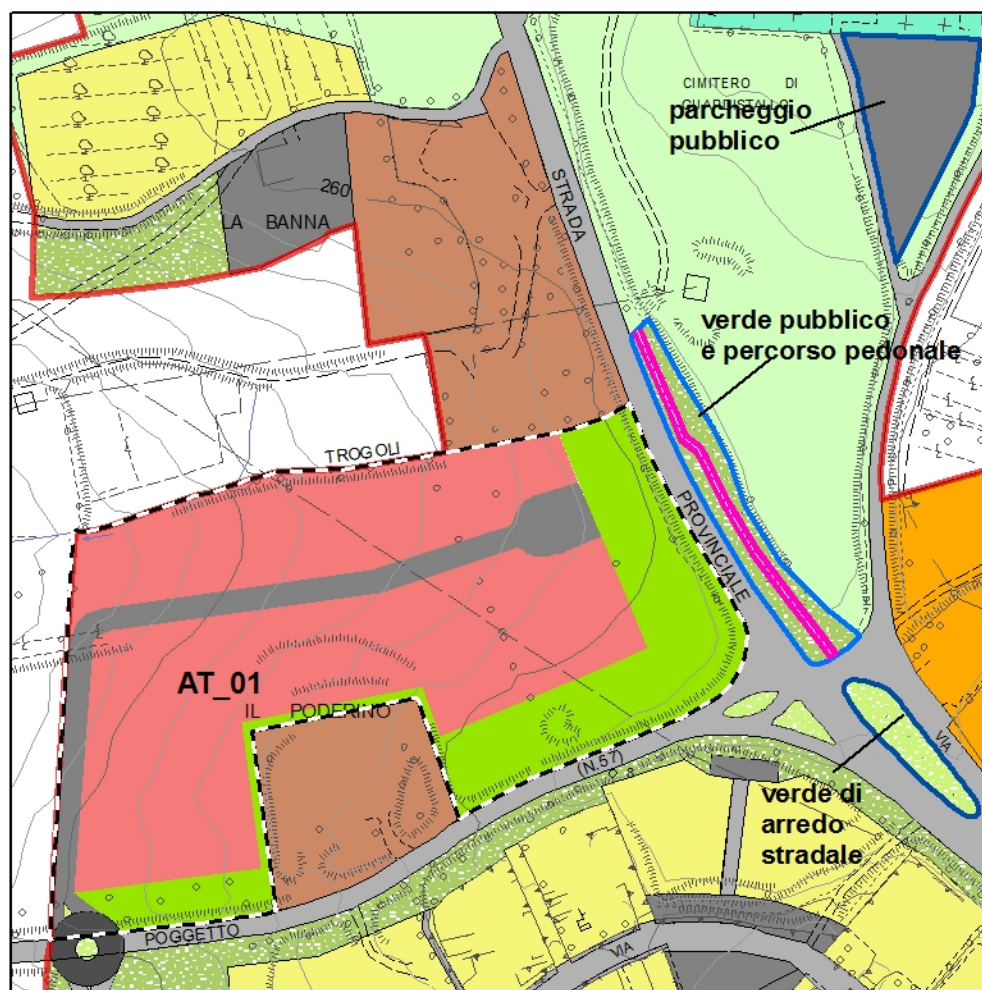 CIMITERO DI
GUARDISTALLO
parcheggio
pubblico
STRADA
260
LA BANNA
verde pubblico
e percorso pedonale
TROGOLI
PROVINCIALE
AT_01
IL PODERINO
(N.57)
VIA
verde di
arredo
stradale
POGGETTO
VIA